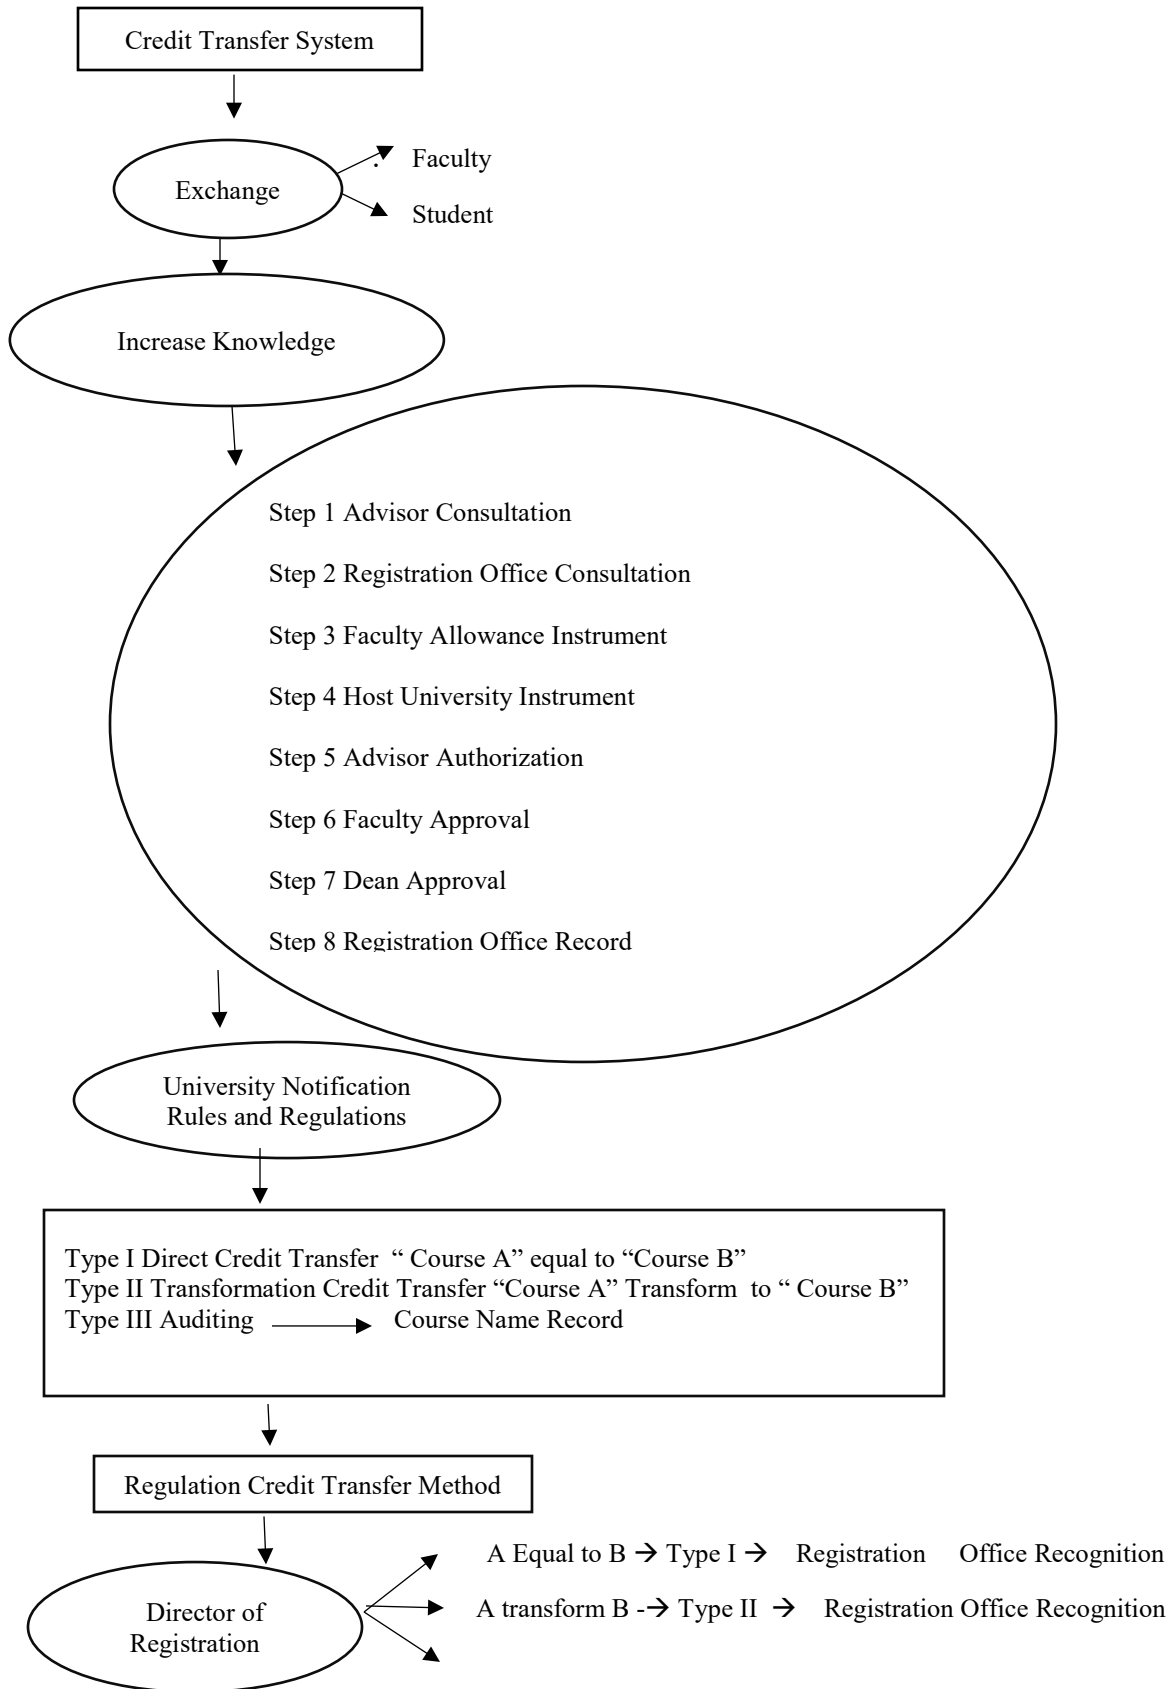 Credit Transfer System
Exchange
. Faculty
Student
Increase Knowledge
Step 1 Advisor Consultation
Step 2 Registration Office Consultation
Step 3 Faculty Allowance Instrument
Step 4 Host University Instrument
Step 5 Advisor Authorization
Step 6 Faculty Approval
Step 7 Dean Approval
Step 8 Registration Office Record
University Notification
Rules and Regulations
Type I Direct Credit Transfer “ Course A” equal to “Course B”
Type II Transformation Credit Transfer “Course A” Transform to “ Course B”
Type III Auditing Course Name Record
Regulation Credit Transfer Method
Director of
Registration
A Equal to B → Type I → Registration Office Recognition
A transform B -→ Type II → Registration Office Recognition